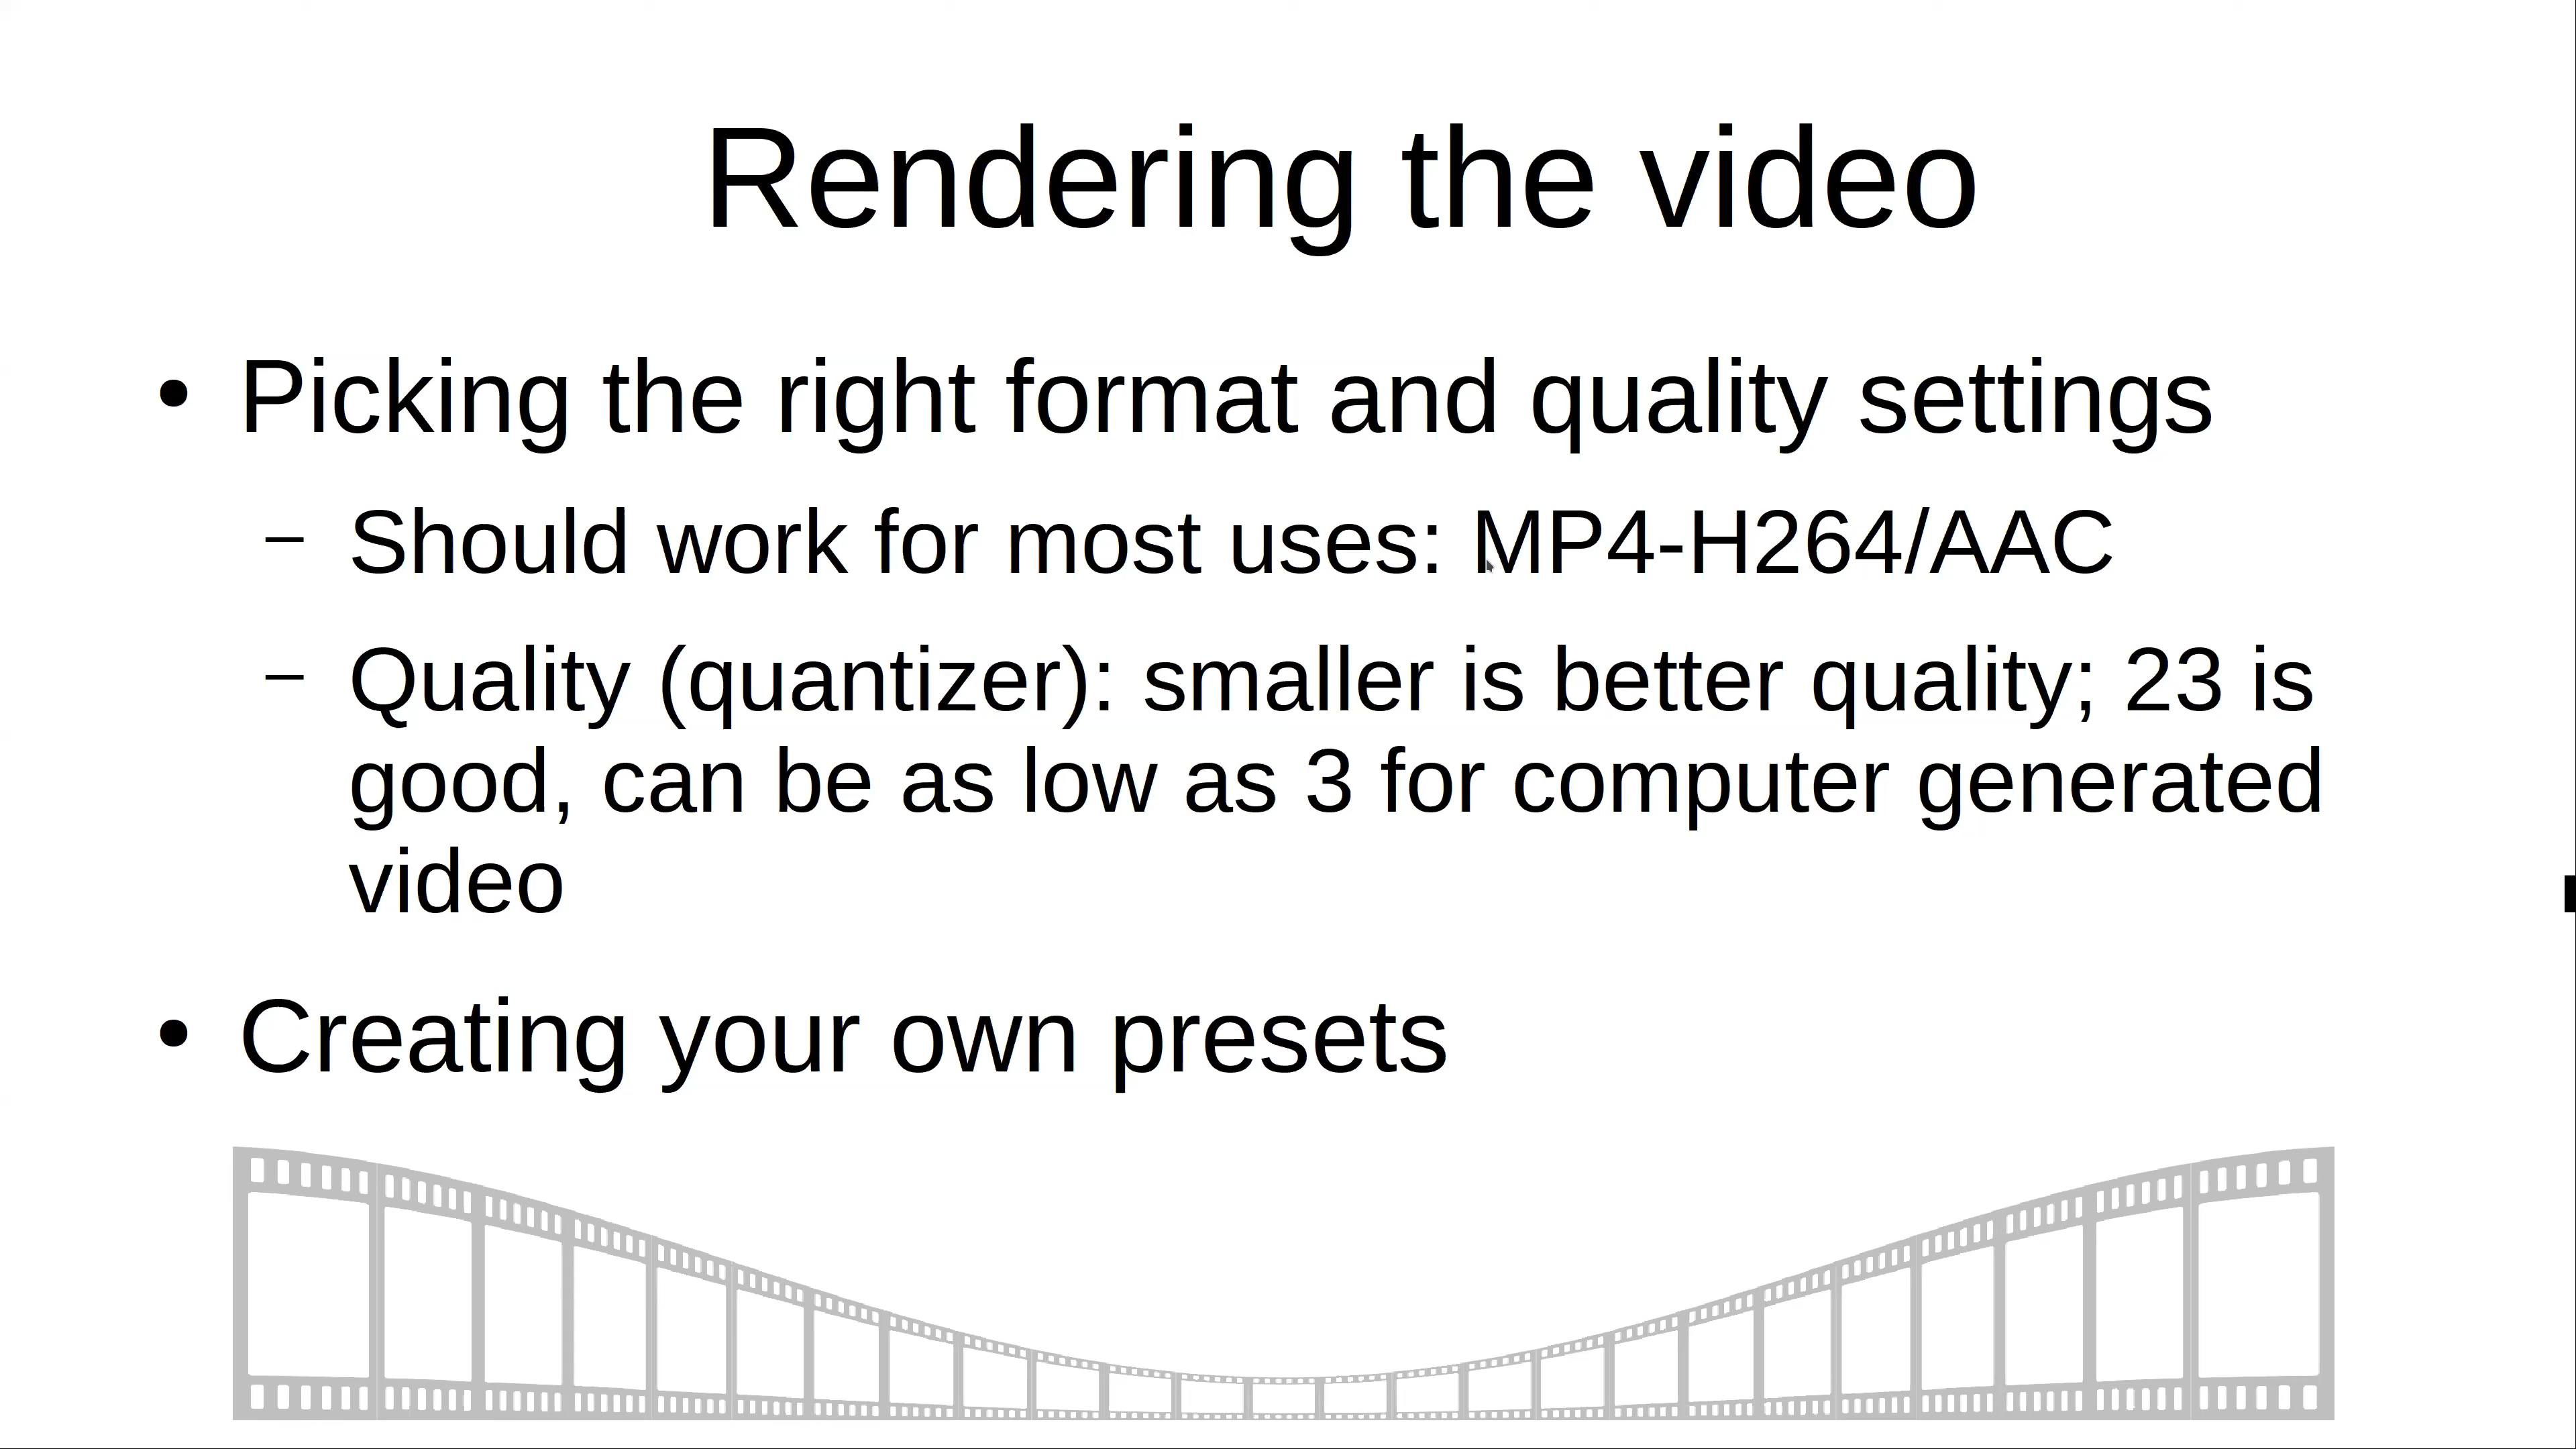 Rendering the video
• Picking the right format and quality settings
– Should work for most uses: MP4-H264/AAC
– Quality (quantizer): smaller is better quality; 23 is
good, can be as low as 3 for computer generated
video
• Creating your own presets